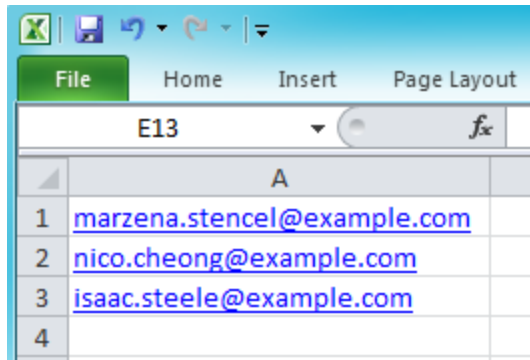 File Home Insert Page Layout
E13 fx
A
1 marzena.stencel@example.com
2 nico.cheong@example.com
3 isaac.steele@example.com
4